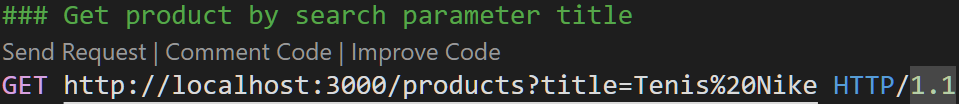 ### Get product by search parameter title
Send Request | Comment Code | Improve Code
GET http://localhost:3000/products?title=Tenis%20Nike HTTP/1.1